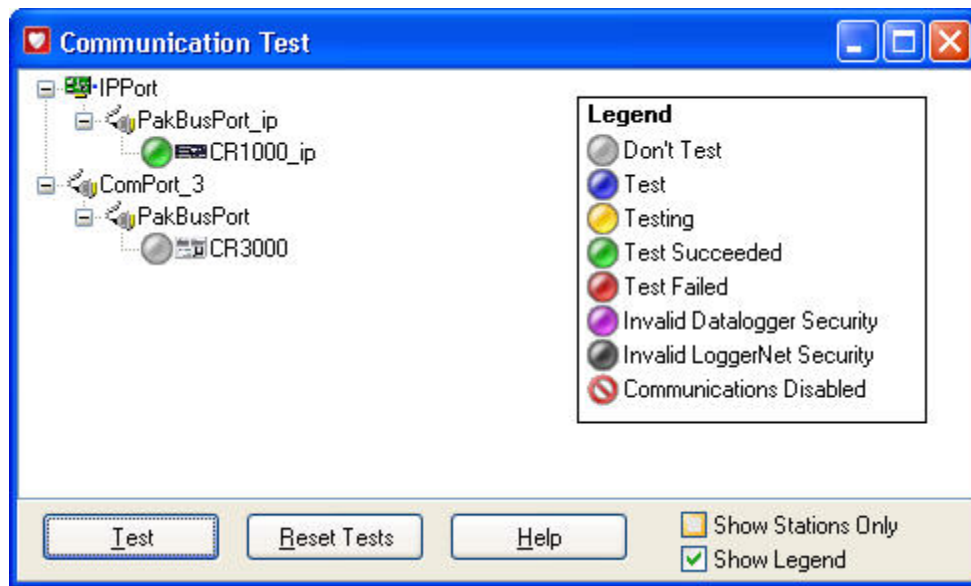 Communication Test
IPPort
PakBusPort_ip
CR1000_ip
ComPort_3
PakBusPort
CR3000
Legend
Don't Test
Test
Testing
Test Succeeded
Test Failed
Invalid Datalogger Security
Invalid LoggerNet Security
Communications Disabled
Test
Reset Tests
Help
Show Stations Only
Show Legend